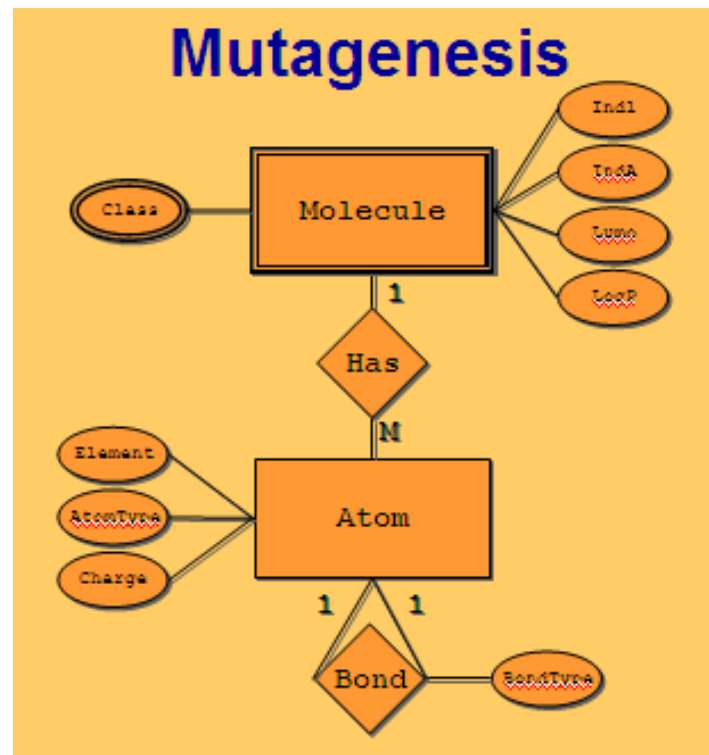 Mutagenesis
Ind1
IndA
Class
Molecule
Lumo
LogP
1
Has
M
Element
AtomType
Atom
Charge
1 1
Bond
BondType